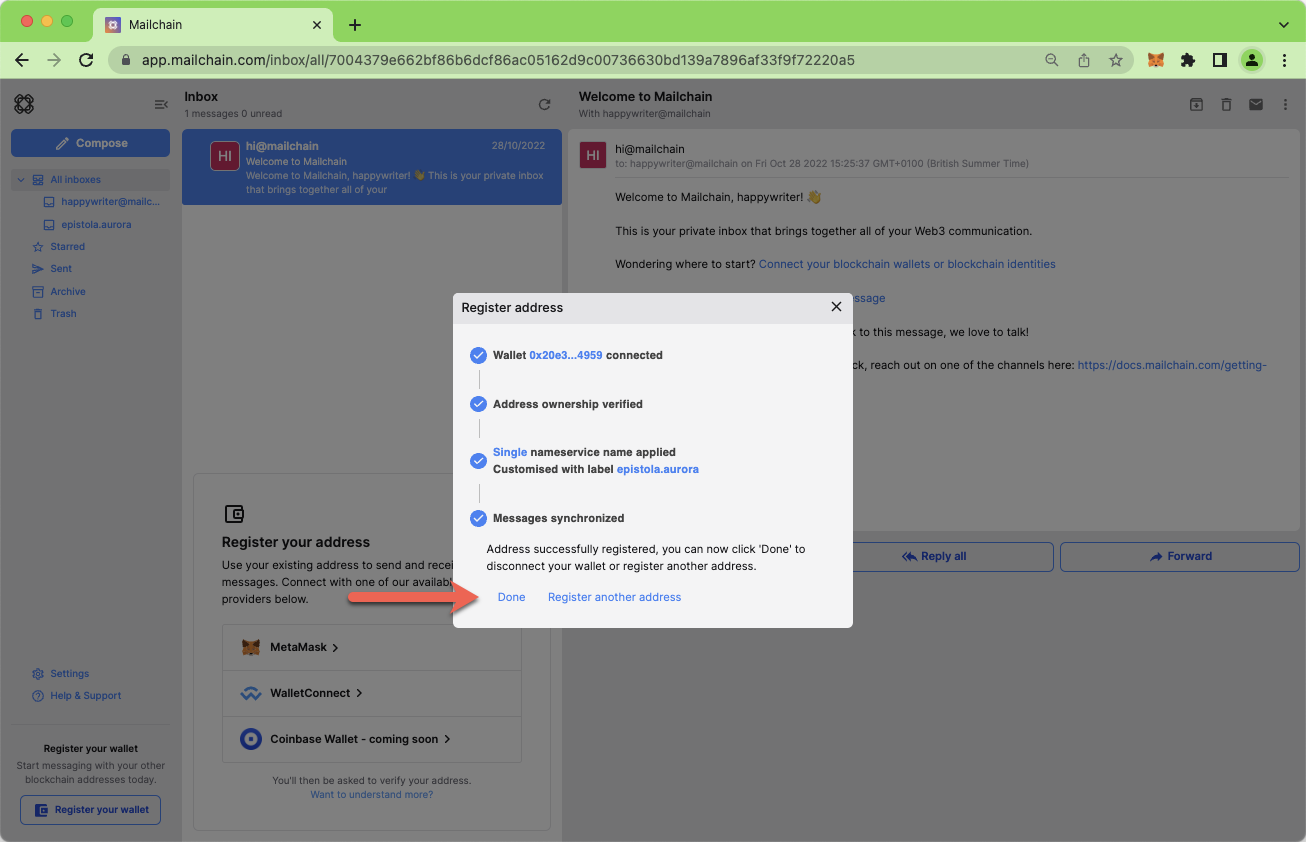 Mailchain
app.mailchain.com/inbox/all/7004379e662bf86b6dcf86ac05162d9c00736630bd139a7896af33f9f72220a5
Compose
All inboxes
happywriter@mailc...
epistola.aurora
Starred
Sent
Archive
Trash
Settings
Help & Support
Register your wallet
Start messaging with your other
blockchain addresses today.
Register your wallet
Inbox
1 messages 0 unread
HI
hi@mailchain
28/10/2022
Welcome to Mailchain
Welcome to Mailchain, happywriter! 👋 This is your private inbox
that brings together all of your
Register your address
Use your existing address to send and recei
messages. Connect with one of our availab
providers below.
MetaMask
WalletConnect
Coinbase Wallet - coming soon
You'll then be asked to verify your address.
Want to understand more?
Welcome to Mailchain
With happywriter@mailchain
HI
hi@mailchain
to: happywriter@mailchain on Fri Oct 28 2022 15:25:37 GMT+0100 (British Summer Time)
Welcome to Mailchain, happywriter! 👋
This is your private inbox that brings together all of your Web3 communication.
Wondering where to start? Connect your blockchain wallets or blockchain identities
ssage
to this message, we love to talk!
ck, reach out on one of the channels here: https://docs.mailchain.com/getting-
Reply all
Forward
Register address
Wallet 0x20e3...4959 connected
Address ownership verified
Single nameservice name applied
Customised with label epistola.aurora
Messages synchronized
Address successfully registered, you can now click 'Done' to
disconnect your wallet or register another address.
Done
Register another address